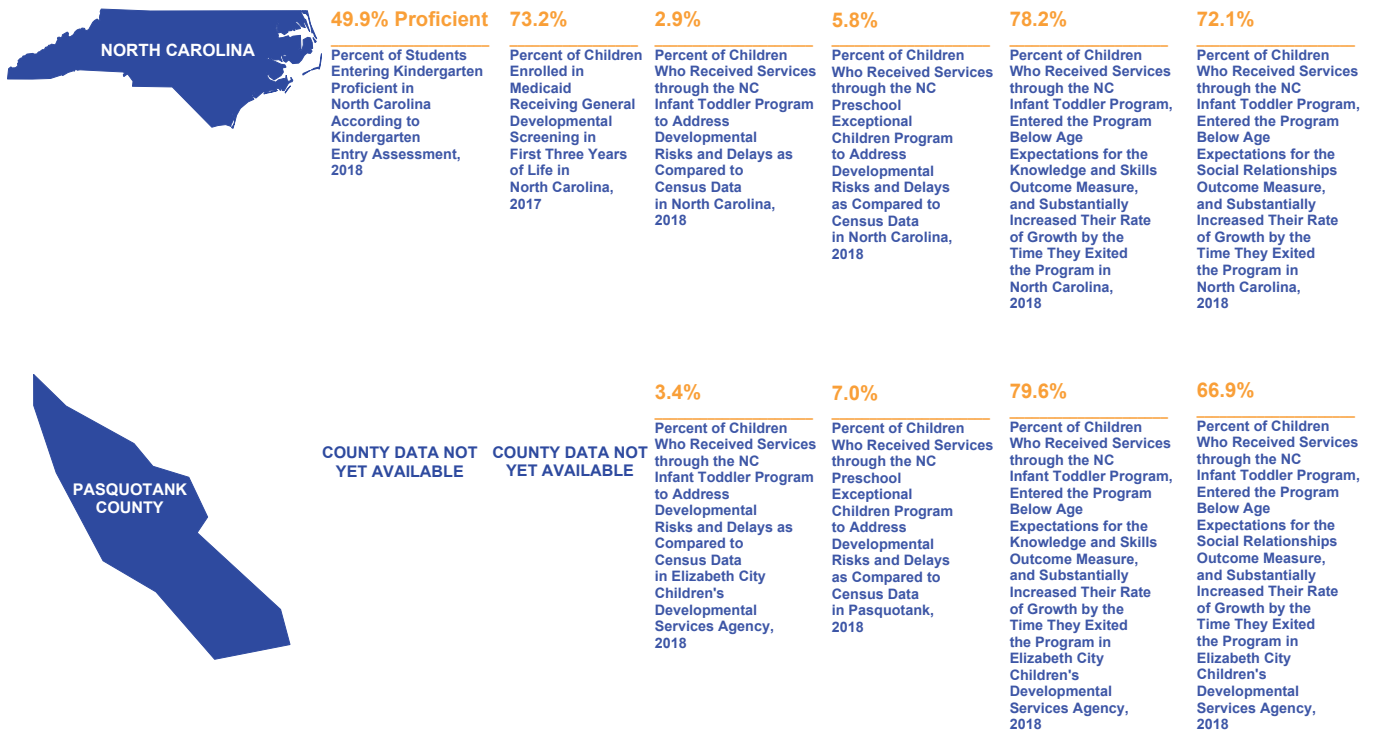 NORTH CAROLINA
49.9% Proficient
Percent of Students
Entering Kindergarten
Proficient in
North Carolina
According to
Kindergarten
Entry Assessment,
2018
73.2%
Percent of Children
Enrolled in
Medicaid
Receiving General
Developmental
Screening in
First Three Years
of Life in
North Carolina,
2017
2.9%
Percent of Children
Who Received Services
through the NC
Infant Toddler Program
to Address
Developmental
Risks and Delays as
Compared to
Census Data
in North Carolina,
2018
5.8%
Percent of Children
Who Received Services
through the NC
Preschool
Exceptional
Children Program
to Address
Developmental
Risks and Delays
as Compared to
Census Data
in North Carolina,
2018
78.2%
Percent of Children
Who Received Services
through the NC
Infant Toddler Program,
Entered the Program
Below Age
Expectations for the
Knowledge and Skills
Outcome Measure,
and Substantially
Increased Their Rate
of Growth by the
Time They Exited
the Program in
North Carolina,
2018
72.1%
Percent of Children
Who Received Services
through the NC
Infant Toddler Program,
Entered the Program
Below Age
Expectations for the
Social Relationships
Outcome Measure,
and Substantially
Increased Their Rate
of Growth by the
Time They Exited
the Program in
North Carolina,
2018
PASQUOTANK
COUNTY
COUNTY DATA NOT
YET AVAILABLE
COUNTY DATA NOT
YET AVAILABLE
3.4%
Percent of Children
Who Received Services
through the NC
Infant Toddler Program
to Address
Developmental
Risks and Delays as
Compared to
Census Data
in Elizabeth City
Children's
Developmental
Services Agency,
2018
7.0%
Percent of Children
Who Received Services
through the NC
Preschool
Exceptional
Children Program
to Address
Developmental
Risks and Delays
as Compared to
Census Data
in Pasquotank,
2018
79.6%
Percent of Children
Who Received Services
through the NC
Infant Toddler Program,
Entered the Program
Below Age
Expectations for the
Knowledge and Skills
Outcome Measure,
and Substantially
Increased Their Rate
of Growth by the
Time They Exited
the Program in
Elizabeth City
Children's
Developmental
Services Agency,
2018
66.9%
Percent of Children
Who Received Services
through the NC
Infant Toddler Program,
Entered the Program
Below Age
Expectations for the
Social Relationships
Outcome Measure,
and Substantially
Increased Their Rate
of Growth by the
Time They Exited
the Program in
Elizabeth City
Children's
Developmental
Services Agency,
2018